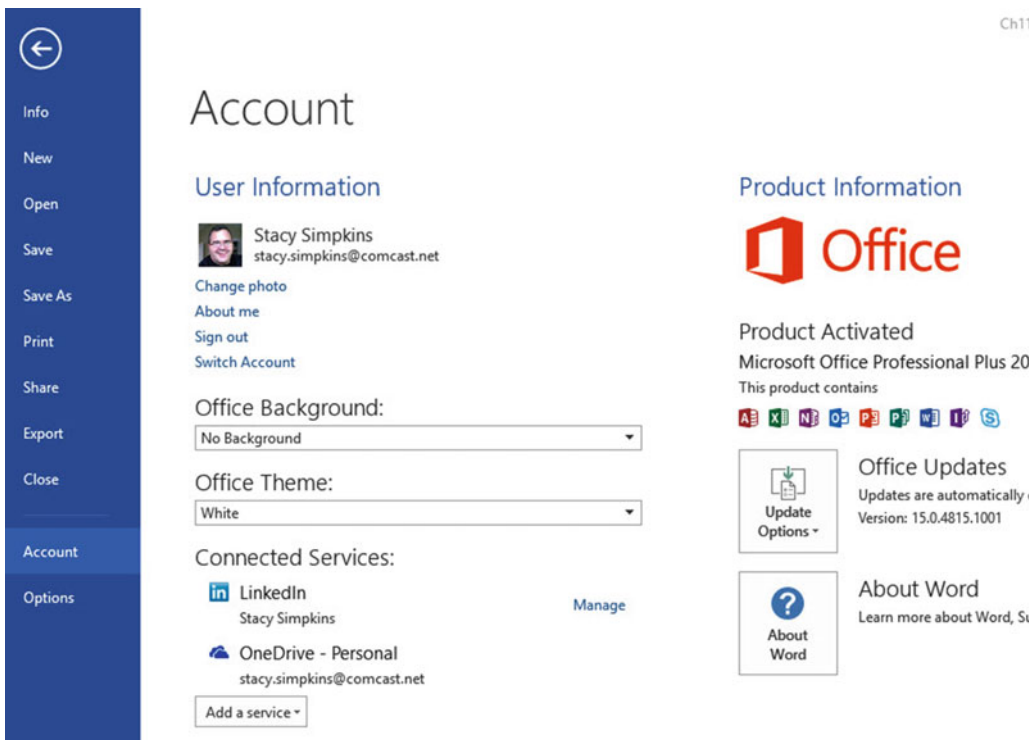 Ch11
Info
New
Open
Save
Save As
Print
Share
Export
Close
Account
Options
Account
User Information
Stacy Simpkins
stacy.simpkins@comcast.net
Change photo
About me
Sign out
Switch Account
Office Background:
No Background
Office Theme:
White
Connected Services:
LinkedIn
Stacy Simpkins
Manage
OneDrive - Personal
stacy.simpkins@comcast.net
Add a service
Product Information
Office
Product Activated
Microsoft Office Professional Plus 20
This product contains
Update
Options
Office Updates
Updates are automatically
Version: 15.0.4815.1001
About
Word
About Word
Learn more about Word,